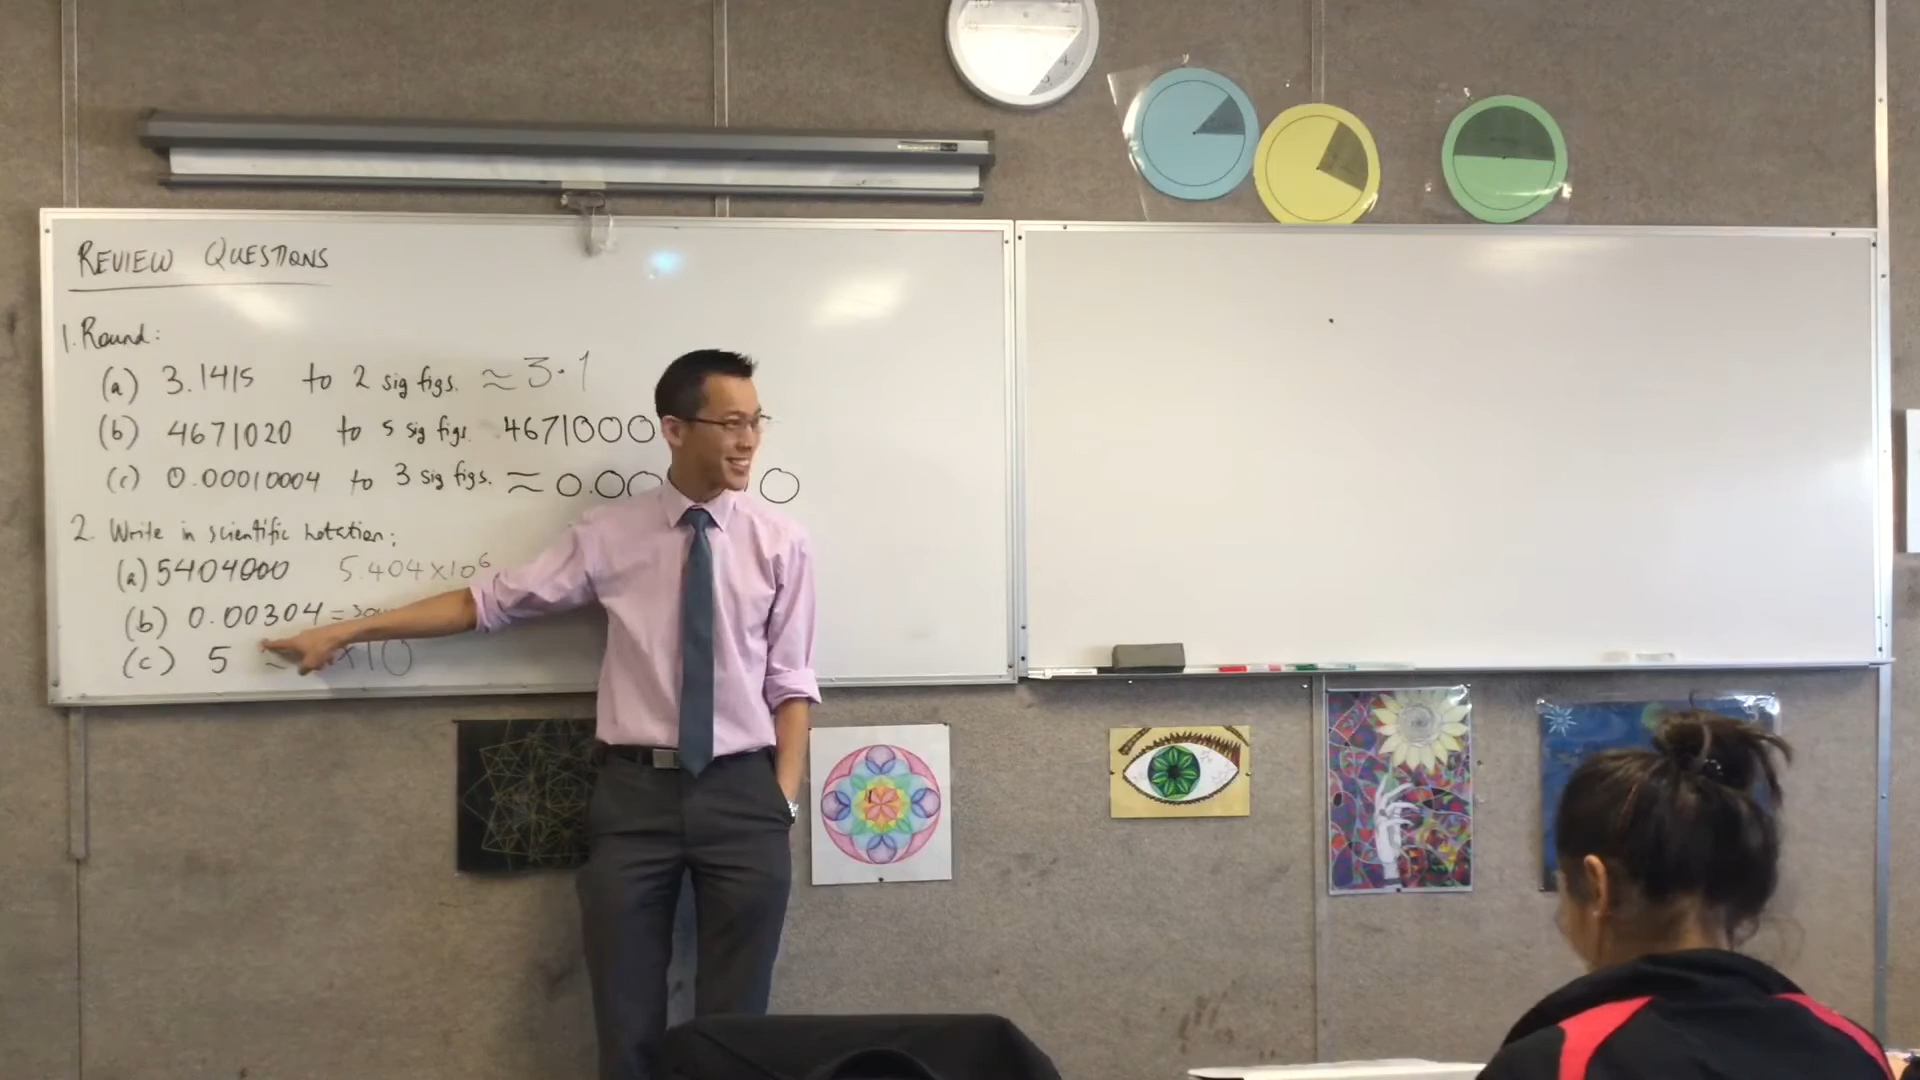 REVIEW QUESTIONS
1. Round:
(a) 3.1415 to 2 sig figs. ≈ 3.1
(b) 4671020 to 5 sig figs. 4671000
(c) 0.00010004 to 3 sig figs. ≈ 0.00 0
2. Write in scientific notation:
(a) 5404000 5.404×10⁶
(b) 0.00304 =
(c) 5 ×10